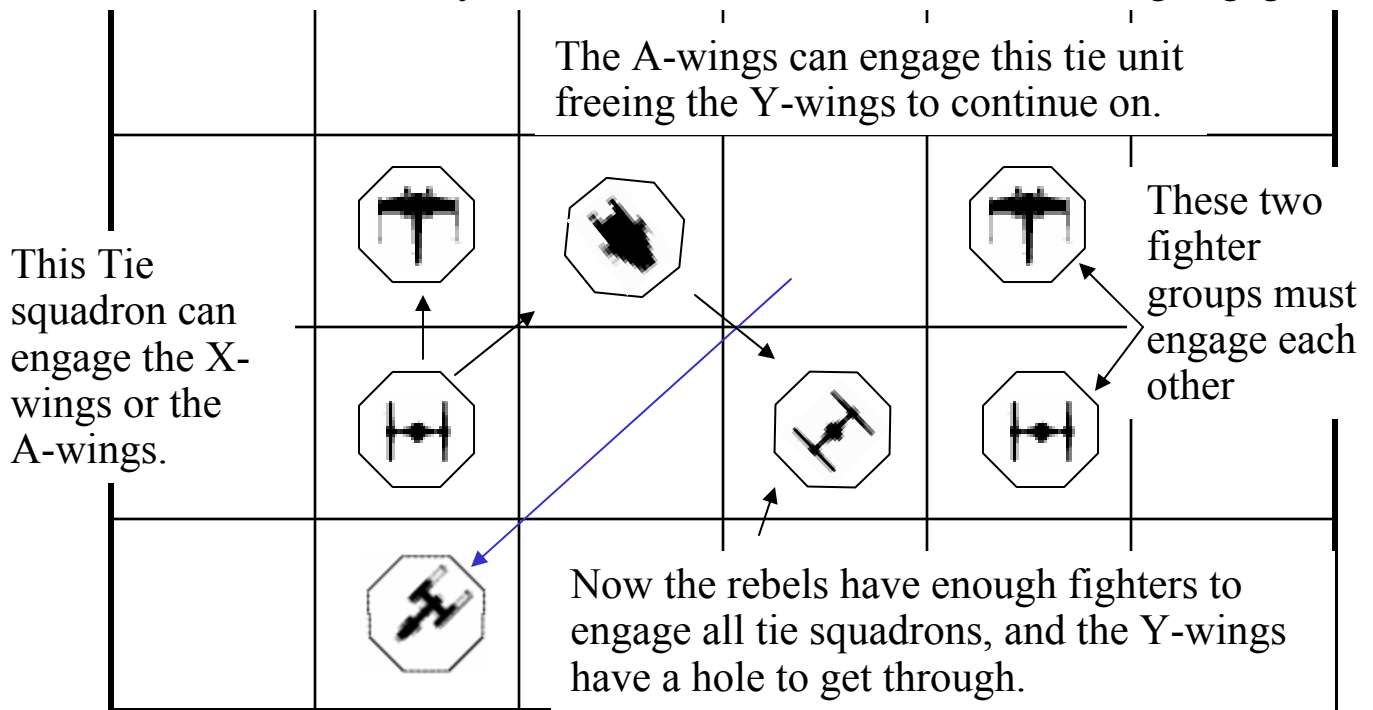 The A-wings can engage this tie unit
freeing the Y-wings to continue on.
These two
fighter
groups must
engage each
other
This Tie
squadron can
engage the X-
wings or the
A-wings.
Now the rebels have enough fighters to
engage all tie squadrons, and the Y-wings
have a hole to get through.